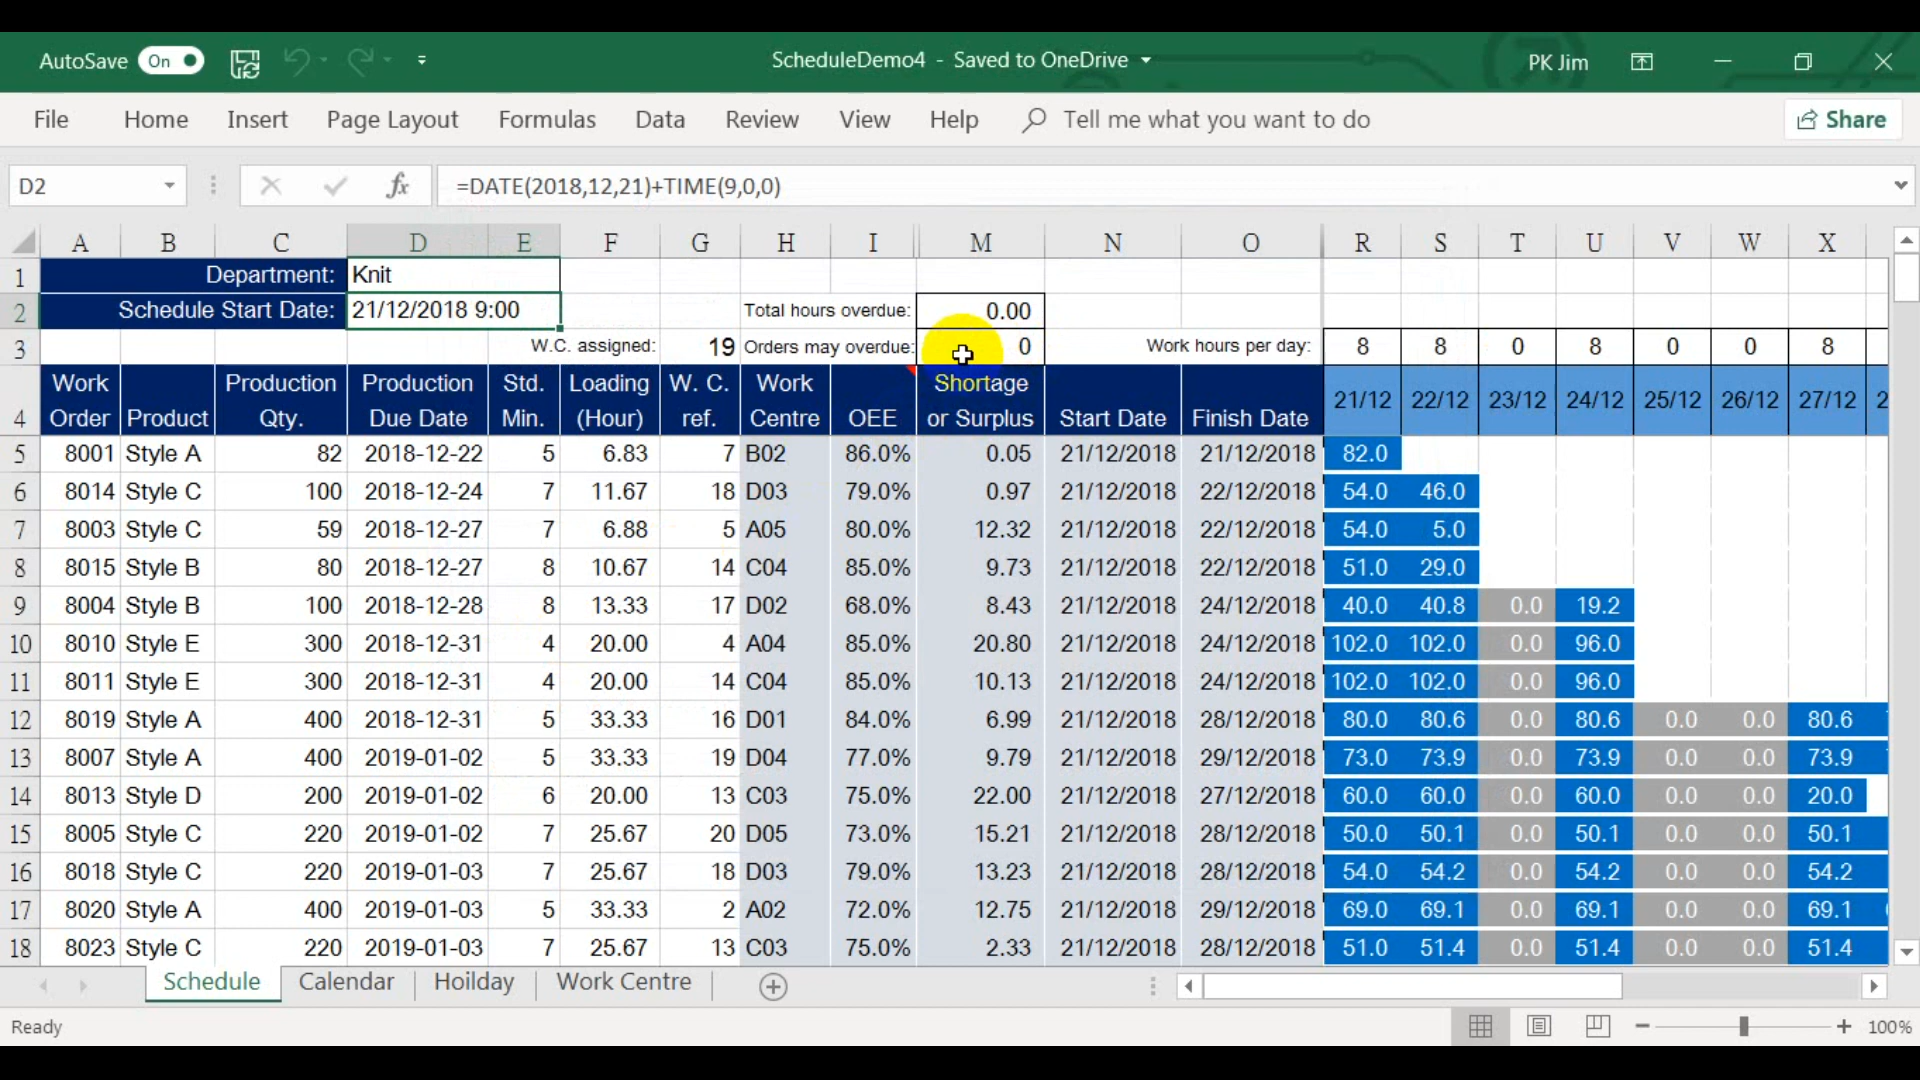 AutoSave On ScheduleDemo4 - Saved to OneDrive PK Jim
File Home Insert Page Layout Formulas Data Review View Help Tell me what you want to do Share
D2 fx =DATE(2018,12,21)+TIME(9,0,0)
A B C D E F G H I M N O R S T U V W X
1 Department: Knit
2 Schedule Start Date: 21/12/2018 9:00 Total hours overdue: 0.00
3 W.C. assigned: 19 Orders may overdue: 0 Work hours per day: 8 8 0 8 0 0 8
Work Production Production Std. Loading W. C. Work Shortage
4 Order Product Qty. Due Date Min. (Hour) ref. Centre OEE or Surplus Start Date Finish Date 21/12 22/12 23/12 24/12 25/12 26/12 27/12 2
5 8001 Style A 82 2018-12-22 5 6.83 7 B02 86.0% 0.05 21/12/2018 21/12/2018 82.0
6 8014 Style C 100 2018-12-24 7 11.67 18 D03 79.0% 0.97 21/12/2018 22/12/2018 54.0 46.0
7 8003 Style C 59 2018-12-27 7 6.88 5 A05 80.0% 12.32 21/12/2018 22/12/2018 54.0 5.0
8 8015 Style B 80 2018-12-27 8 10.67 14 C04 85.0% 9.73 21/12/2018 22/12/2018 51.0 29.0
9 8004 Style B 100 2018-12-28 8 13.33 17 D02 68.0% 8.43 21/12/2018 24/12/2018 40.0 40.8 0.0 19.2
10 8010 Style E 300 2018-12-31 4 20.00 4 A04 85.0% 20.80 21/12/2018 24/12/2018 102.0 102.0 0.0 96.0
11 8011 Style E 300 2018-12-31 4 20.00 14 C04 85.0% 10.13 21/12/2018 24/12/2018 102.0 102.0 0.0 96.0
12 8019 Style A 400 2018-12-31 5 33.33 16 D01 84.0% 6.99 21/12/2018 28/12/2018 80.0 80.6 0.0 80.6 0.0 0.0 80.6
13 8007 Style A 400 2019-01-02 5 33.33 19 D04 77.0% 9.79 21/12/2018 29/12/2018 73.0 73.9 0.0 73.9 0.0 0.0 73.9
14 8013 Style D 200 2019-01-02 6 20.00 13 C03 75.0% 22.00 21/12/2018 27/12/2018 60.0 60.0 0.0 60.0 0.0 0.0 20.0
15 8005 Style C 220 2019-01-02 7 25.67 20 D05 73.0% 15.21 21/12/2018 28/12/2018 50.0 50.1 0.0 50.1 0.0 0.0 50.1
16 8018 Style C 220 2019-01-03 7 25.67 18 D03 79.0% 13.23 21/12/2018 28/12/2018 54.0 54.2 0.0 54.2 0.0 0.0 54.2
17 8020 Style A 400 2019-01-03 5 33.33 2 A02 72.0% 12.75 21/12/2018 29/12/2018 69.0 69.1 0.0 69.1 0.0 0.0 69.1
18 8023 Style C 220 2019-01-03 7 25.67 13 C03 75.0% 2.33 21/12/2018 28/12/2018 51.0 51.4 0.0 51.4 0.0 0.0 51.4
Schedule Calendar Hoilday Work Centre
Ready 100%